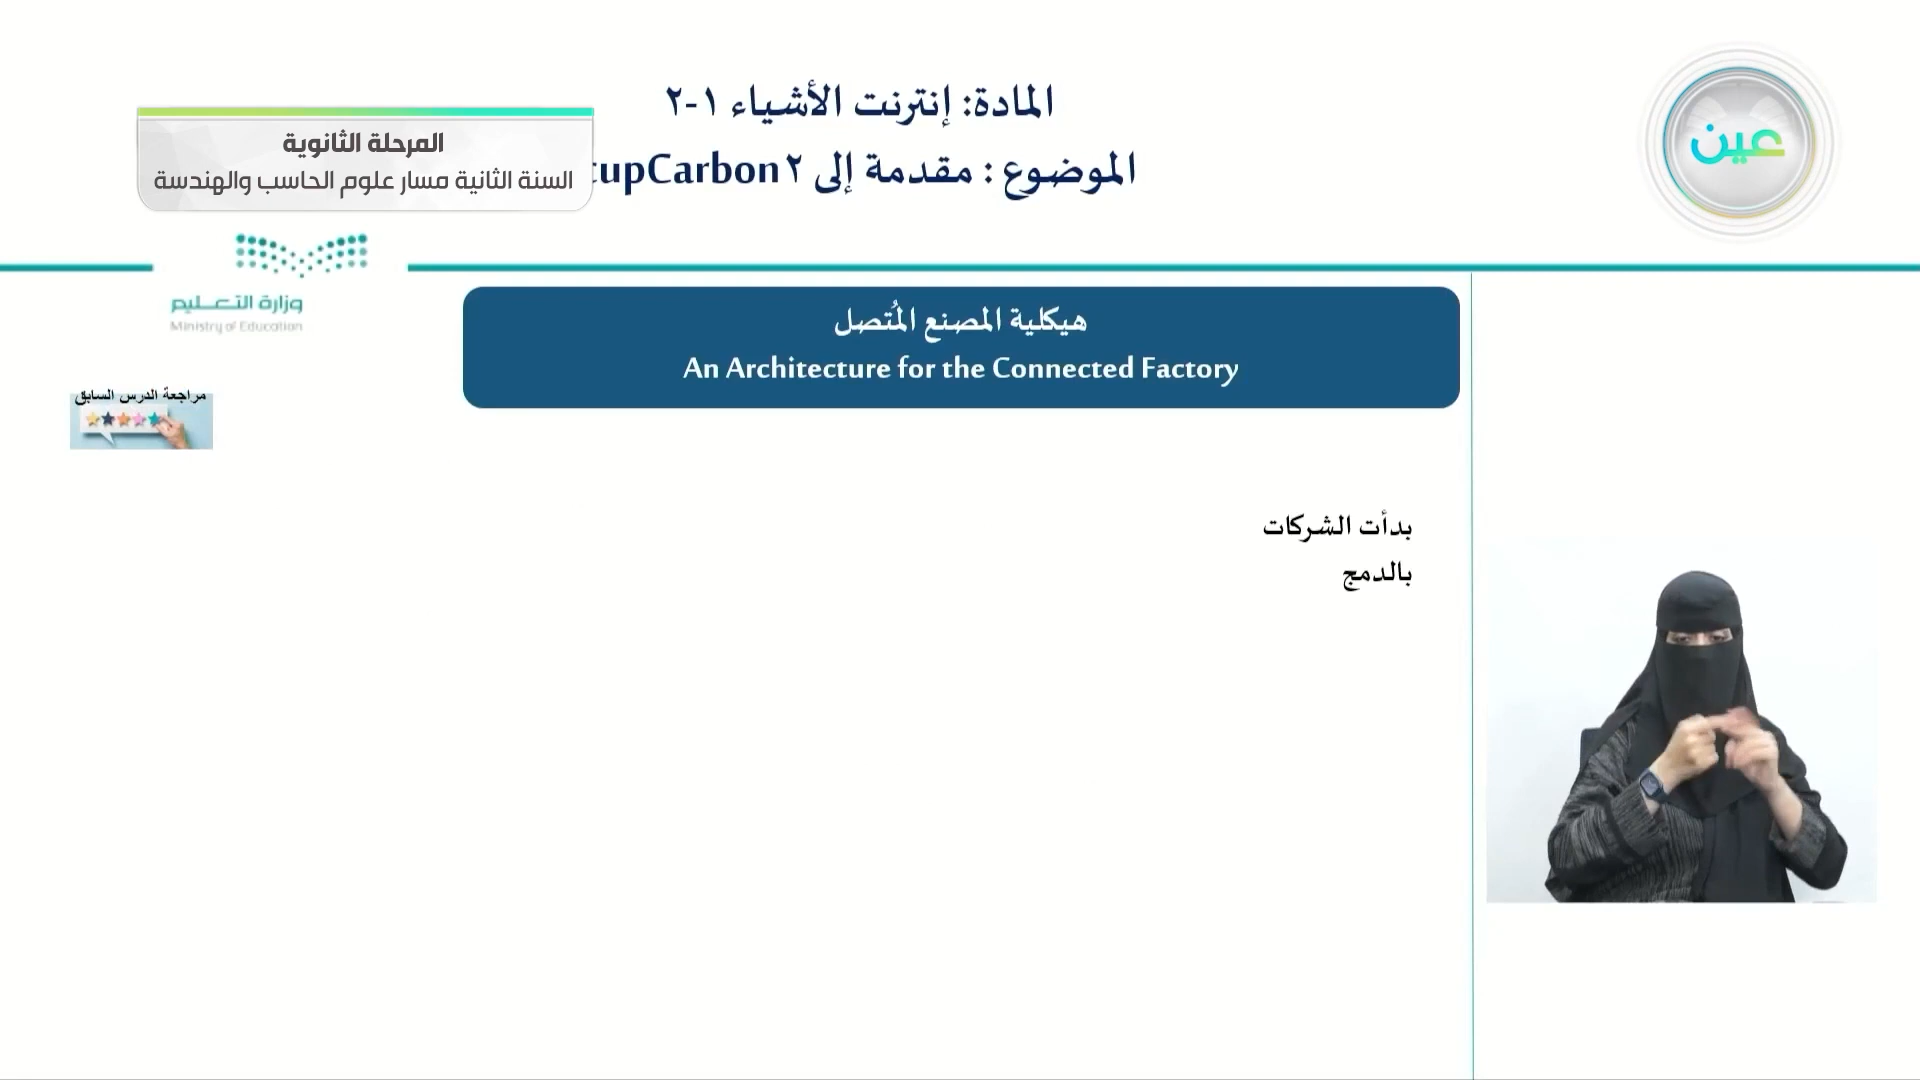 المادة: إنترنت الأشياء ١-٢
الموضوع : مقدمة إلى ٢ tupCarbon
المرحلة الثانوية
السنة الثانية مسار علوم الحاسب والهندسة
عين
وزارة التعليم
Ministry of Education
هيكلية المصنع المُتصل
An Architecture for the Connected Factory
مراجعة الدرس السابق
بدأت الشركات
بالدمج